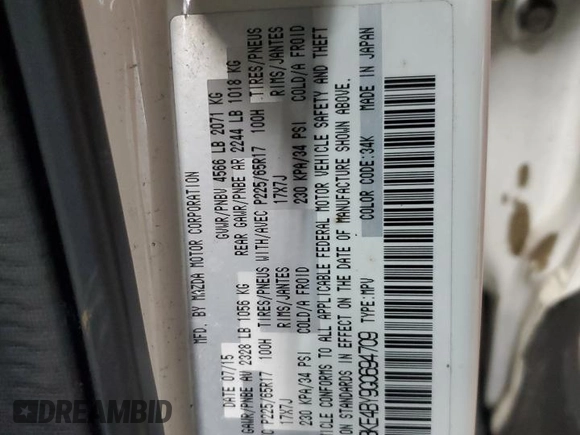 MFD. BY MAZDA MOTOR CORPORATION
DATE 07/15 GVWR/PNBV 4566 LB 2071 KG
GAWR/PNBE AV 2328 LB 1056 KG REAR GAWR/PNBE AR 2244 LB 1018 KG
P225/65R17 100H TIRES/PNEUS WITH/AVEC P225/65R17 100H TIRES/PNEUS
17X7J RIMS/JANTES 17X7J RIMS/JANTES
230 KPA/34 PSI COLD/A FROID 230 KPA/34 PSI COLD/A FROID
VEHICLE CONFORMS TO ALL APPLICABLE FEDERAL MOTOR VEHICLE SAFETY AND THEFT
STANDARDS IN EFFECT ON THE DATE OF MANUFACTURE SHOWN ABOVE.
TYPE:MPV COLOR CODE:34K MADE IN JAPAN
DREAMBID